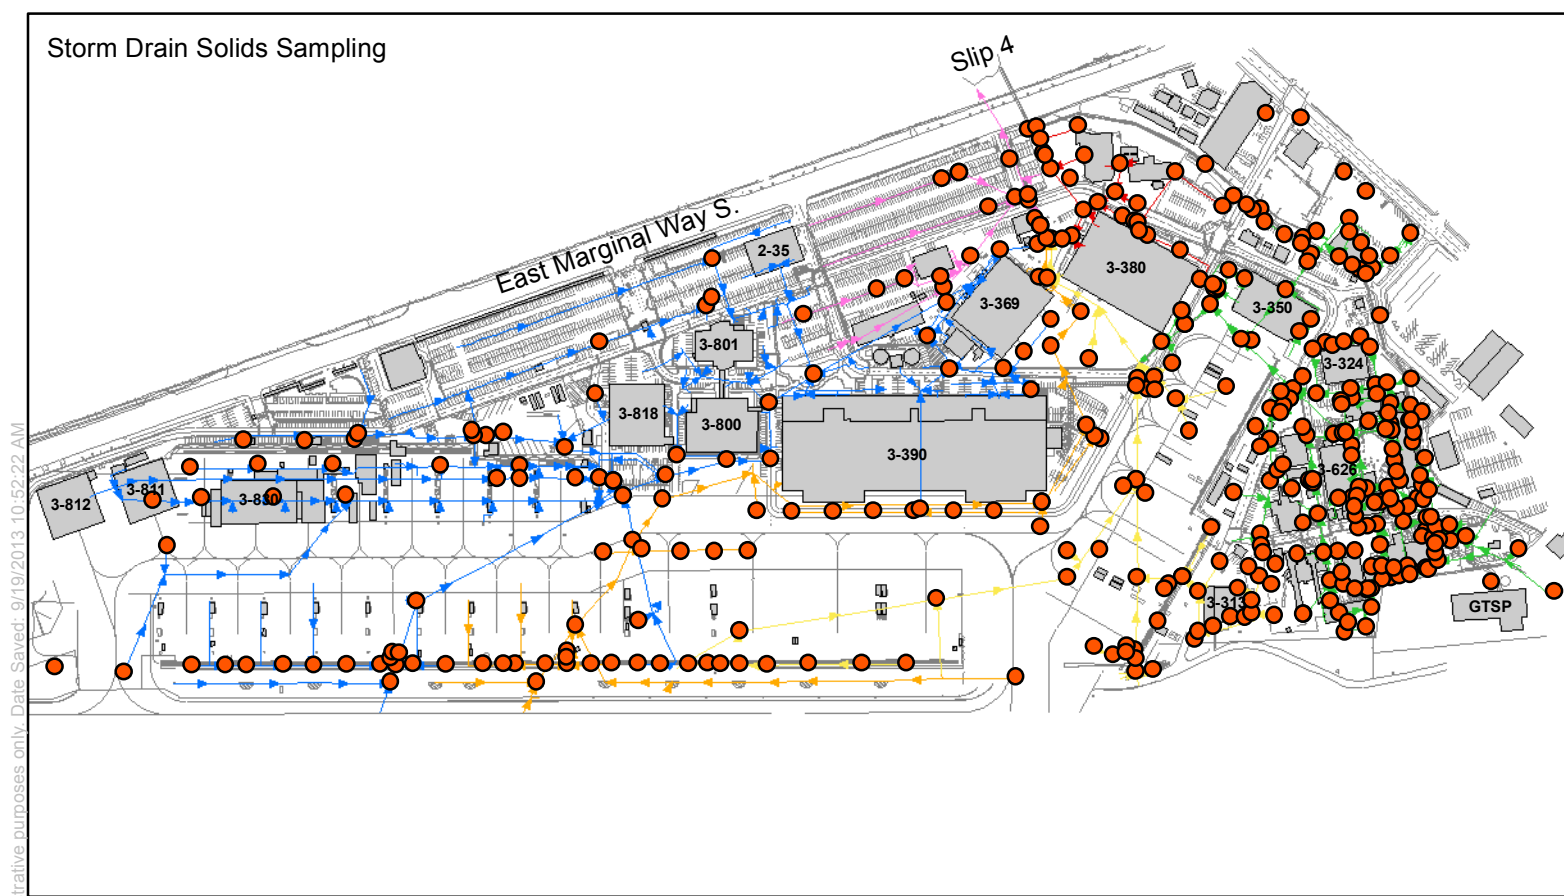 Storm Drain Solids Sampling
Slip 4
East Marginal Way S.
2-35
3-380
3-369
3-350
3-801
3-324
3-818
3-800
3-390
3-626
3-812
3-811
3-830
3-313
GTSP
trative purposes only. Date Saved: 9/19/2013 10:52:22 AM